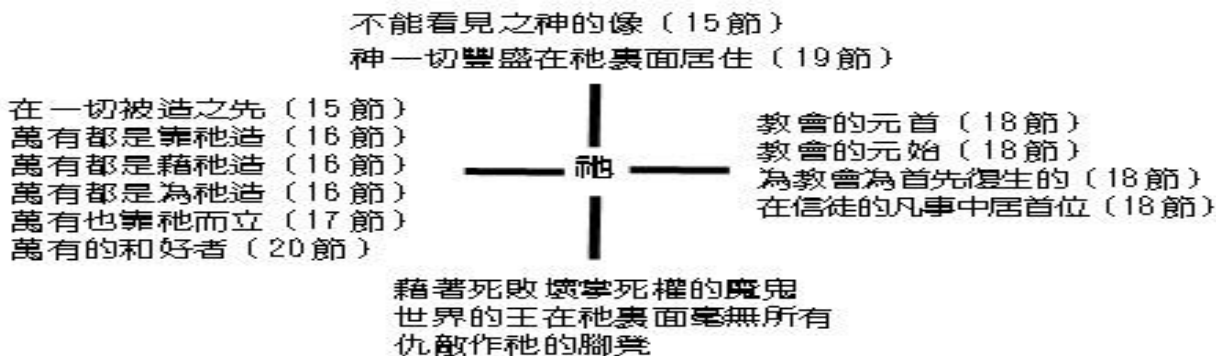 不能看見之神的像（15節）
神一切豐盛在祂裏面居住（19節）
在一切被造之先（15節）
萬有都是靠祂造（16節）
萬有都是藉祂造（16節）
萬有都是為祂造（16節）
萬有也靠祂而立（17節）
萬有的和好者（20節）
祂
教會的元首（18節）
教會的元始（18節）
為教會為首先復生的（18節）
在信徒的凡事中居首位（18節）
藉著死敗壞掌死權的魔鬼
世界的王在祂裏面毫無所有
仇敵作祂的腳凳